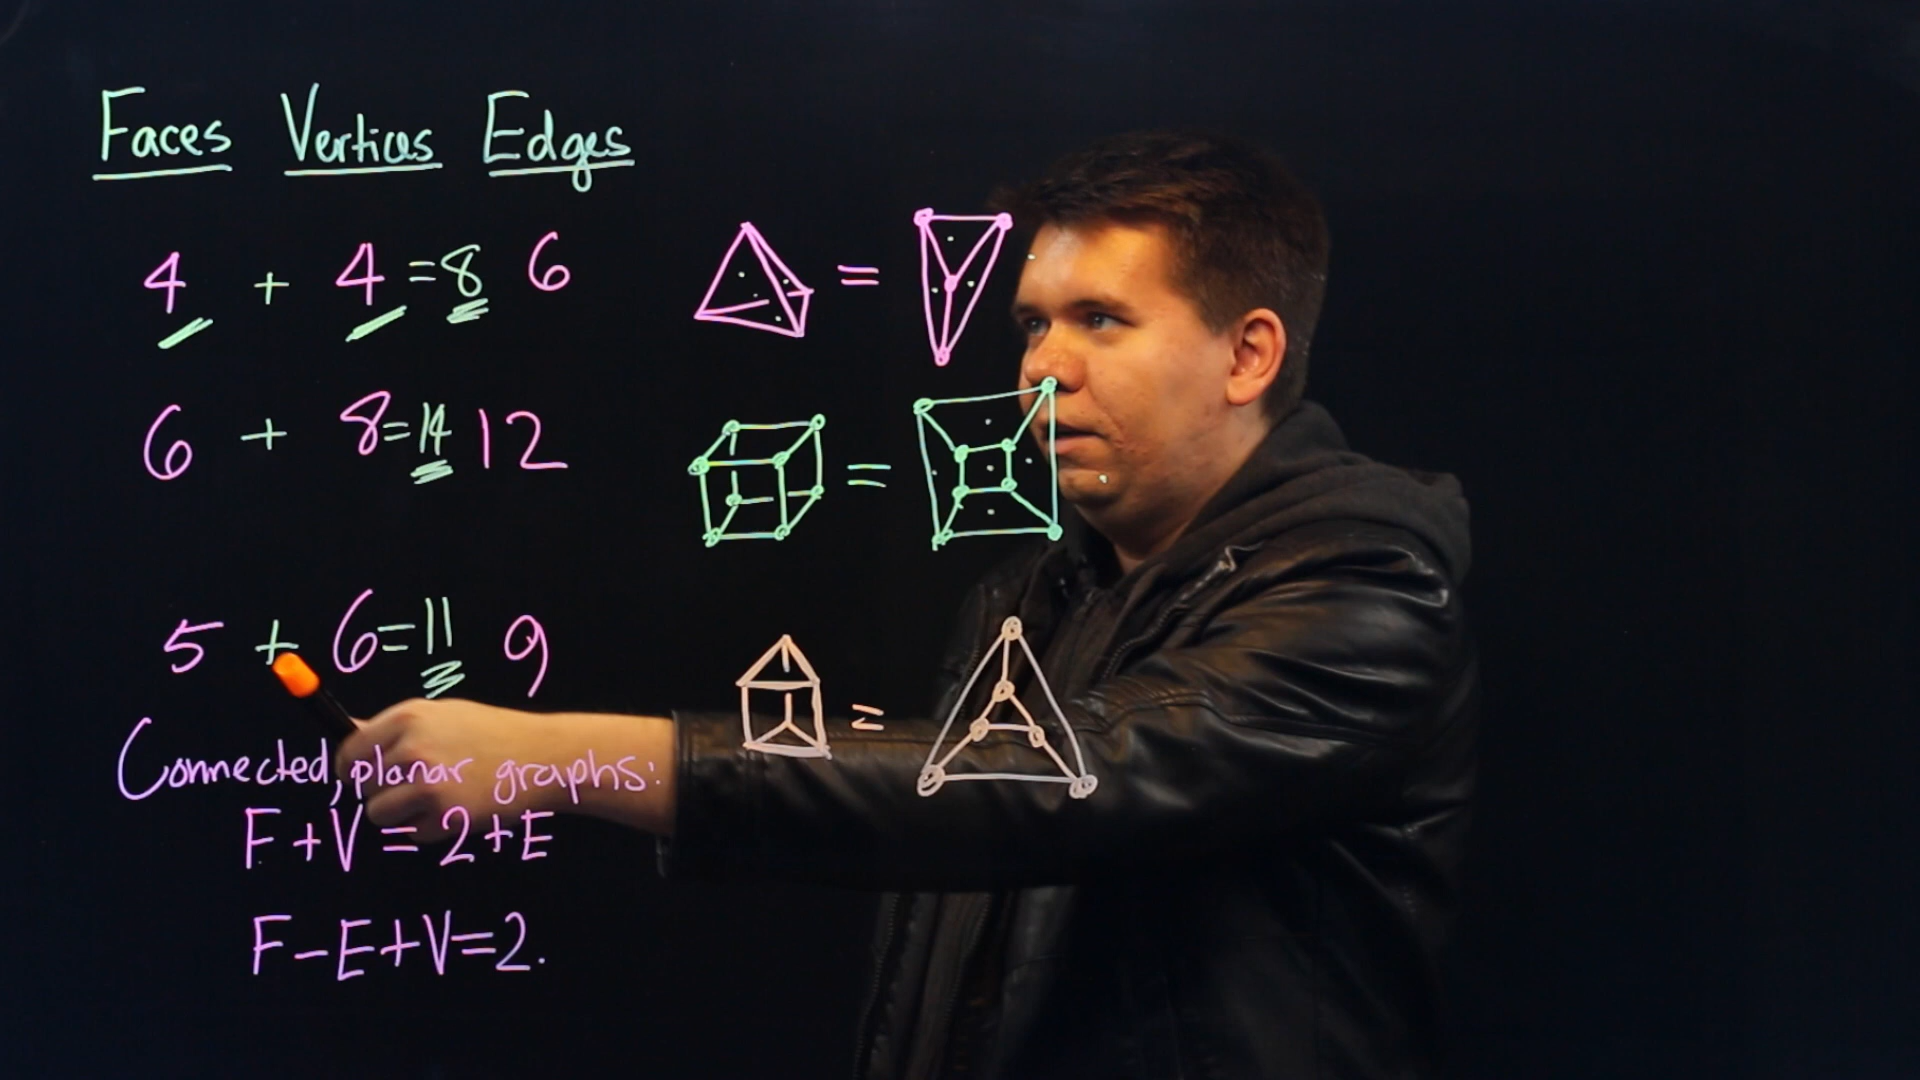 Faces Vertices Edges
4 + 4 = 8 6
6 + 8 = 14 12
5 + 6 = 11 9
Connected, planar graphs:
F + V = 2 + E
F - E + V = 2.